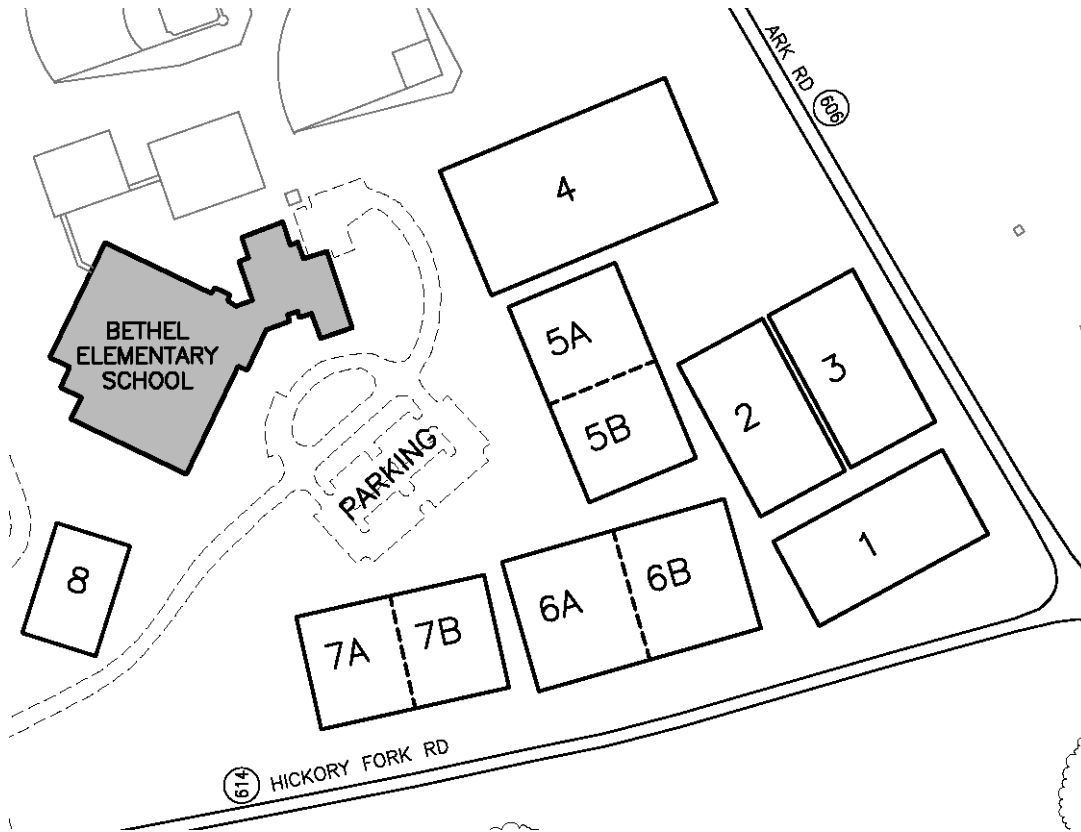 ARK RD 606
4
BETHEL
ELEMENTARY
SCHOOL
5A
5B
3
2
PARKING
1
8
6A
6B
7A
7B
614 HICKORY FORK RD